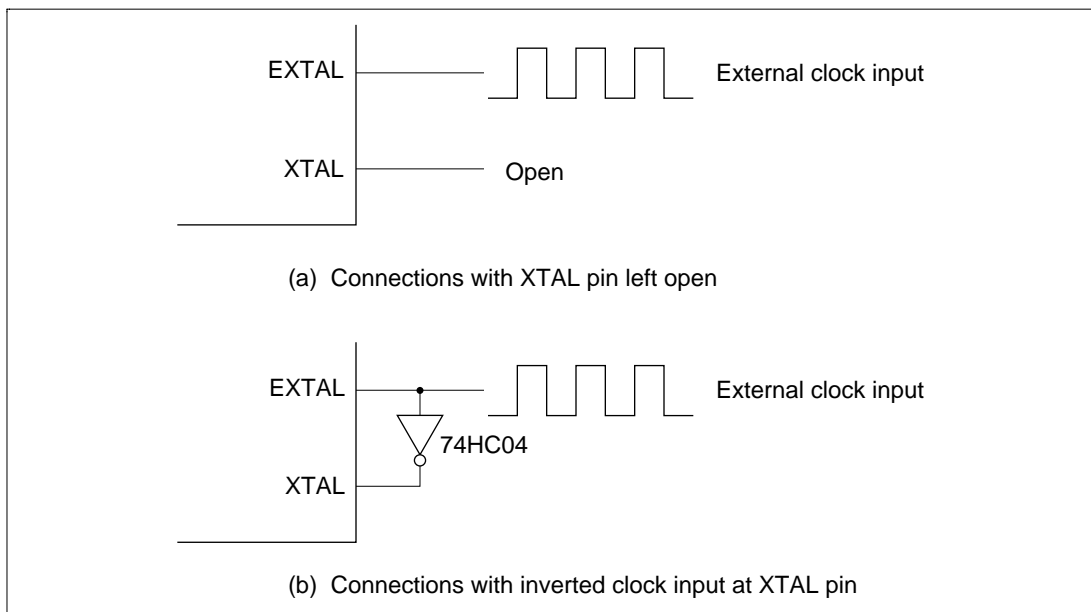 EXTAL
External clock input
XTAL
Open
(a) Connections with XTAL pin left open
EXTAL
External clock input
74HC04
XTAL
(b) Connections with inverted clock input at XTAL pin